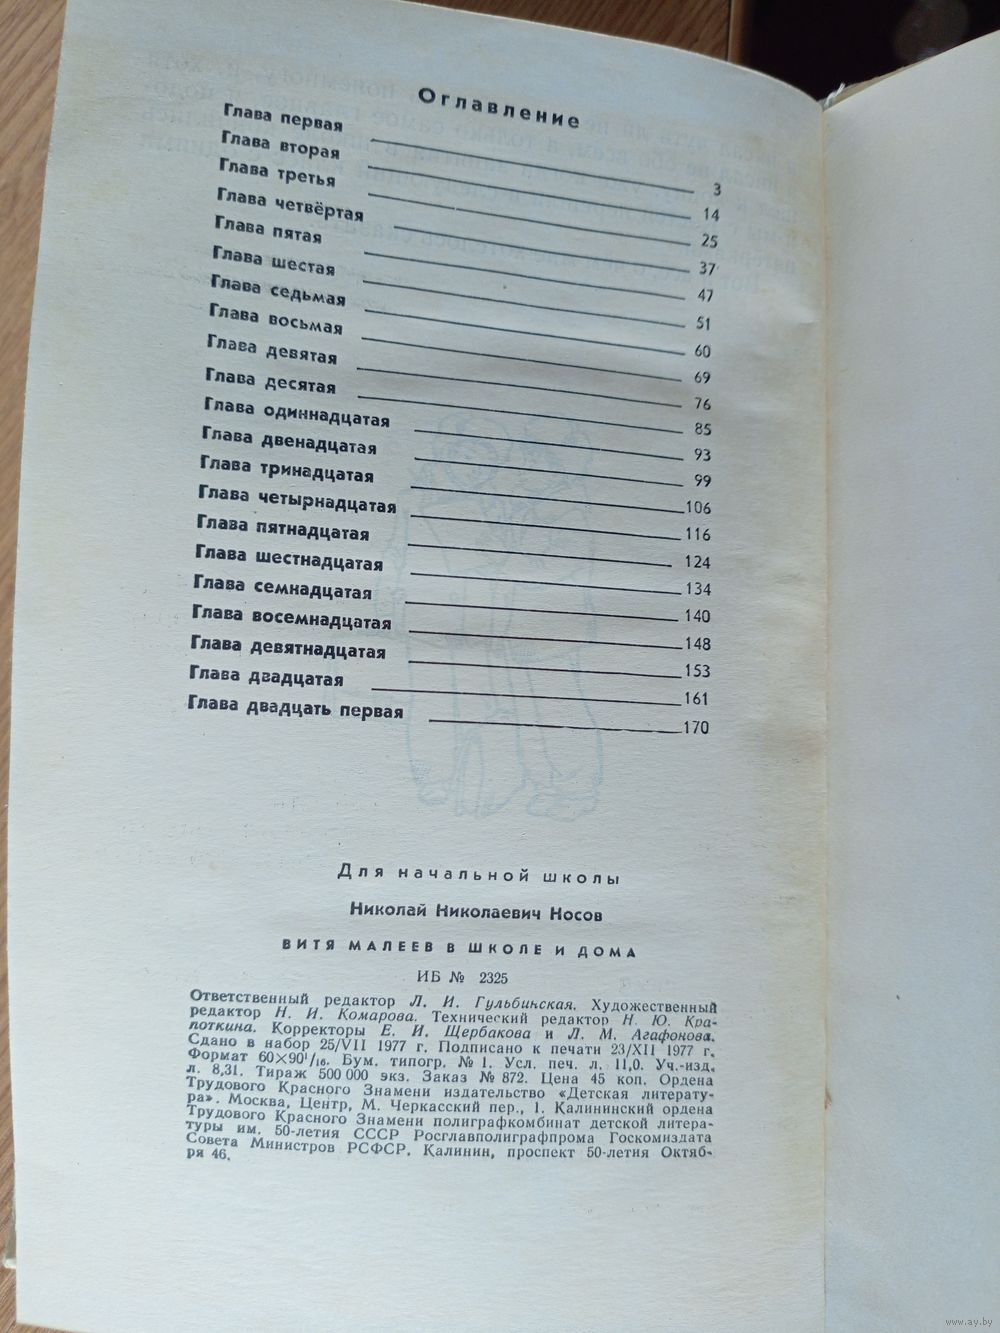 Оглавление
Глава первая 3
Глава вторая 14
Глава третья 25
Глава четвёртая 37
Глава пятая 47
Глава шестая 51
Глава седьмая 60
Глава восьмая 69
Глава девятая 76
Глава десятая 85
Глава одиннадцатая 93
Глава двенадцатая 99
Глава тринадцатая 106
Глава четырнадцатая 116
Глава пятнадцатая 124
Глава шестнадцатая 134
Глава семнадцатая 140
Глава восемнадцатая 148
Глава девятнадцатая 153
Глава двадцатая 161
Глава двадцать первая 170
Для начальной школы
Николай Николаевич Носов
ВИТЯ МАЛЕЕВ В ШКОЛЕ И ДОМА
ИБ № 2325
Ответственный редактор Л. И. Гульбинская. Художественный
редактор Н. И. Комарова. Технический редактор Н. Ю. Кра-
поткина. Корректоры Е. И. Щербакова и Л. М. Агафонова.
Сдано в набор 25/VII 1977 г. Подписано к печати 23/XII 1977 г.
Формат 60×90¹/₁₆. Бум. типогр. № 1. Усл. печ. л. 11,0. Уч.-изд.
л. 8,31. Тираж 500 000 экз. Заказ № 872. Цена 45 коп. Ордена
Трудового Красного Знамени издательство «Детская литерату-
ра». Москва, Центр, М. Черкасский пер., 1. Калининский ордена
Трудового Красного Знамени полиграфкомбинат детской литера-
туры им. 50-летия СССР Росглавполиграфпрома Госкомиздата
Совета Министров РСФСР. Калинин, проспект 50-летия Октяб-
ря 46.
www.ay.by